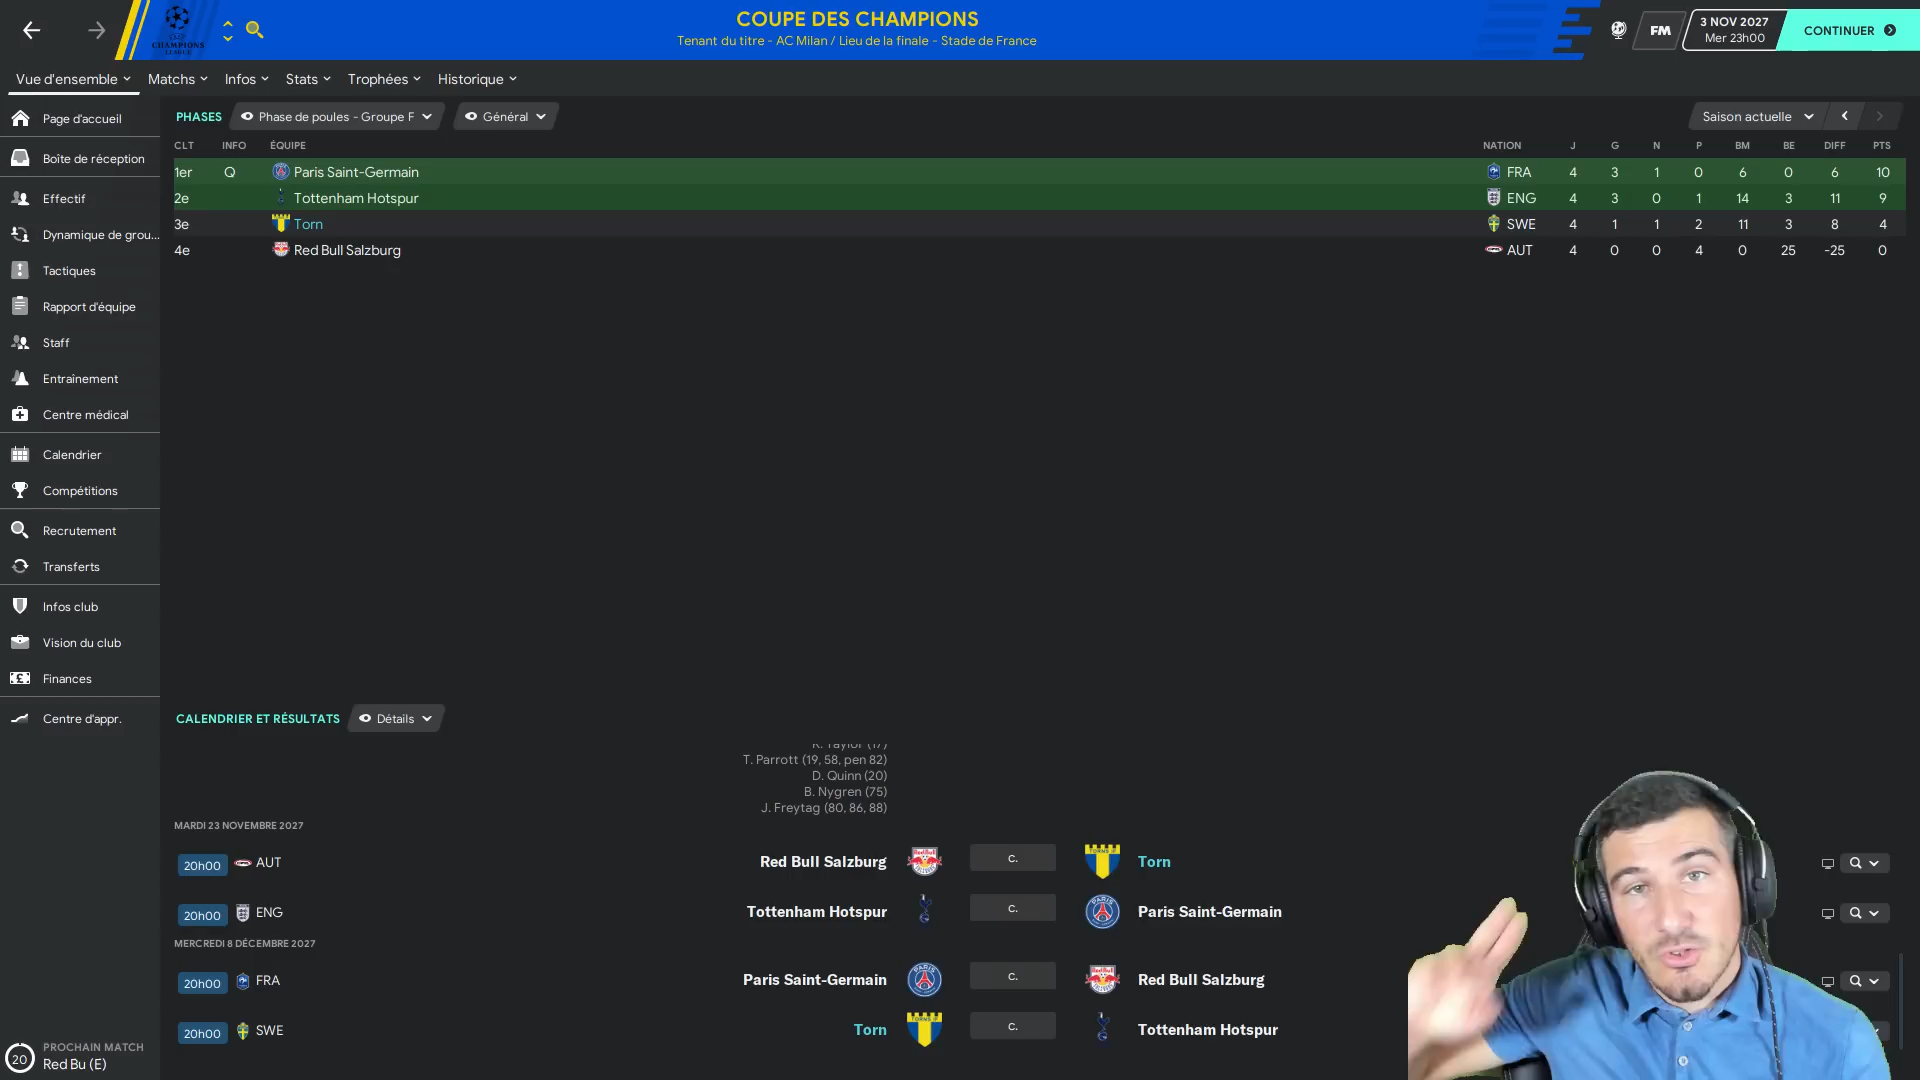 COUPE DES CHAMPIONS
Tenant du titre - AC Milan / Lieu de la finale - Stade de France
CHAMPIONS
LEAGUE
FM
3 NOV 2027
Mer 23h00
CONTINUER
Vue d'ensemble
Matchs
Infos
Stats
Trophées
Historique
Page d'accueil
Boîte de réception
Effectif
Dynamique de grou...
Tactiques
Rapport d'équipe
Staff
Entraînement
Centre médical
Calendrier
Compétitions
Recrutement
Transferts
Infos club
Vision du club
Finances
Centre d'appr.
20
PROCHAIN MATCH
Red Bu (E)
PHASES
Phase de poules - Groupe F
Général
Saison actuelle
CLT INFO ÉQUIPE NATION J G N P BM BE DIFF PTS
1er Q Paris Saint-Germain FRA 4 3 1 0 6 0 6 10
2e Tottenham Hotspur ENG 4 3 0 1 14 3 11 9
3e Torn SWE 4 1 1 2 11 3 8 4
4e Red Bull Salzburg AUT 4 0 0 4 0 25 -25 0
CALENDRIER ET RÉSULTATS
Détails
R. Taylor (17)
T. Parrott (19, 58, pen 82)
D. Quinn (20)
B. Nygren (75)
J. Freytag (80, 86, 88)
MARDI 23 NOVEMBRE 2027
20h00 AUT Red Bull Salzburg c. Torn
20h00 ENG Tottenham Hotspur c. Paris Saint-Germain
MERCREDI 8 DÉCEMBRE 2027
20h00 FRA Paris Saint-Germain c. Red Bull Salzburg
20h00 SWE Torn c. Tottenham Hotspur